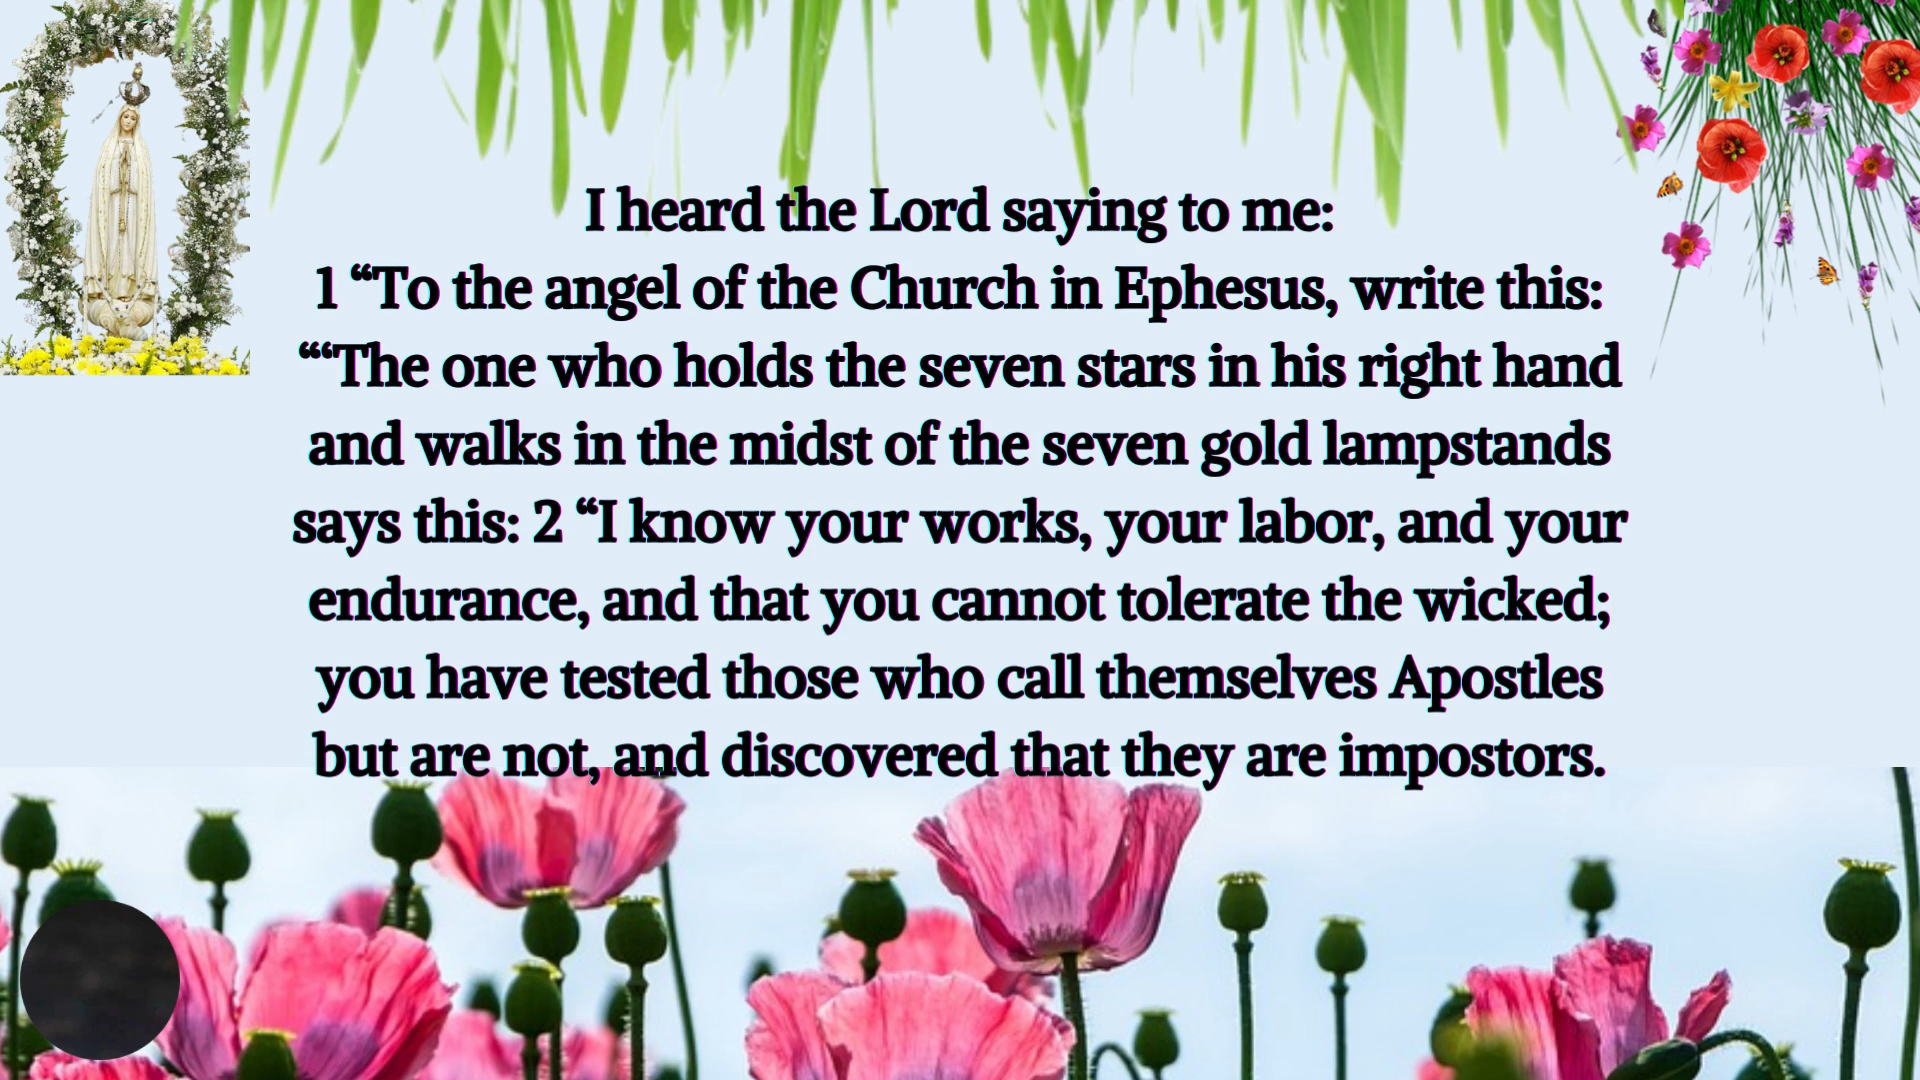 I heard the Lord saying to me:
1 “To the angel of the Church in Ephesus, write this:
“‘The one who holds the seven stars in his right hand
and walks in the midst of the seven gold lampstands
says this: 2 “I know your works, your labor, and your
endurance, and that you cannot tolerate the wicked;
you have tested those who call themselves Apostles
but are not, and discovered that they are impostors.